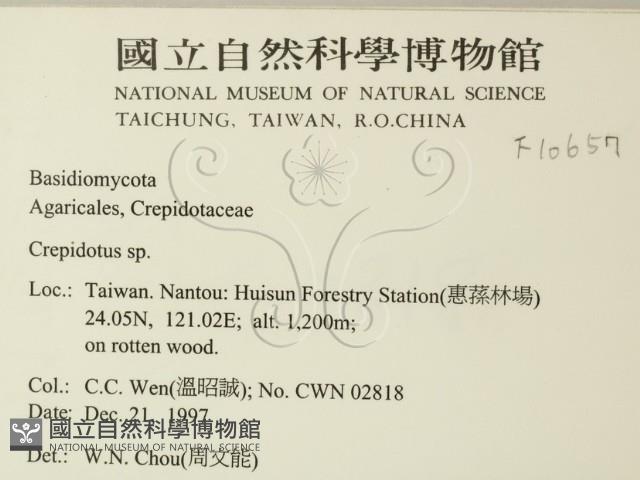 國立自然科學博物館
NATIONAL MUSEUM OF NATURAL SCIENCE
TAICHUNG, TAIWAN, R.O.CHINA
F10657
Basidiomycota
Agaricales, Crepidotaceae
Crepidotus sp.
Loc.: Taiwan. Nantou: Huisun Forestry Station(惠蓀林場)
24.05N, 121.02E; alt. 1,200m;
on rotten wood.
Col.: C.C. Wen(溫昭誠); No. CWN 02818
Date: Dec. 21, 1997
國立自然科學博物館
NATIONAL MUSEUM OF NATURAL SCIENCE
Det.: W.N. Chou(周文能)